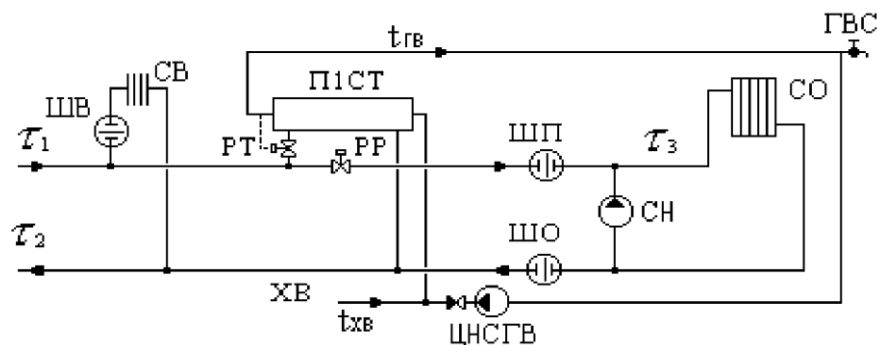 ГВС
tГВ
СВ
П1СТ
СО
ШВ
τ1
РТ
РР
ШП
τ3
СН
τ2
ШО
ХВ
tХВ
ЦНСГВ